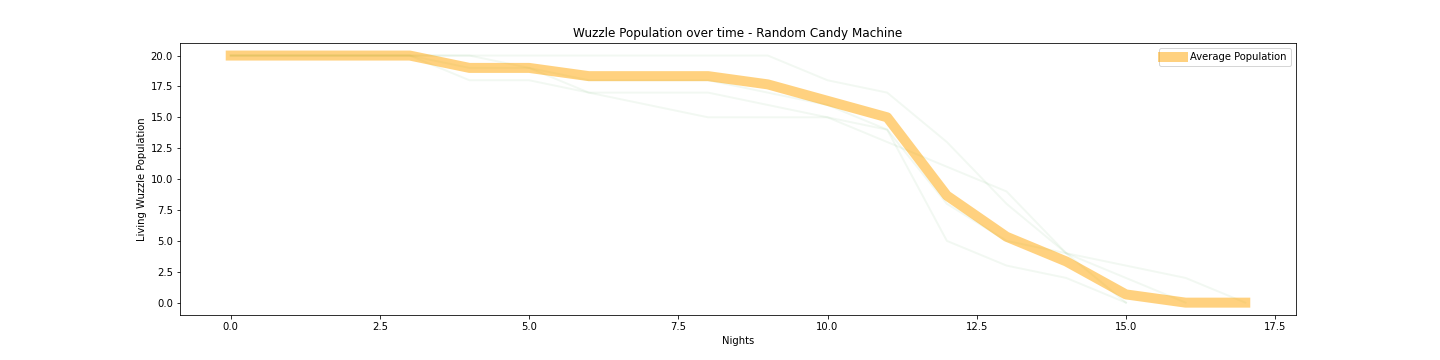 Wuzzle Population over time - Random Candy Machine
Average Population
Living Wuzzle Population
20.0
17.5
15.0
12.5
10.0
7.5
5.0
2.5
0.0
0.0 2.5 5.0 7.5 10.0 12.5 15.0 17.5
Nights